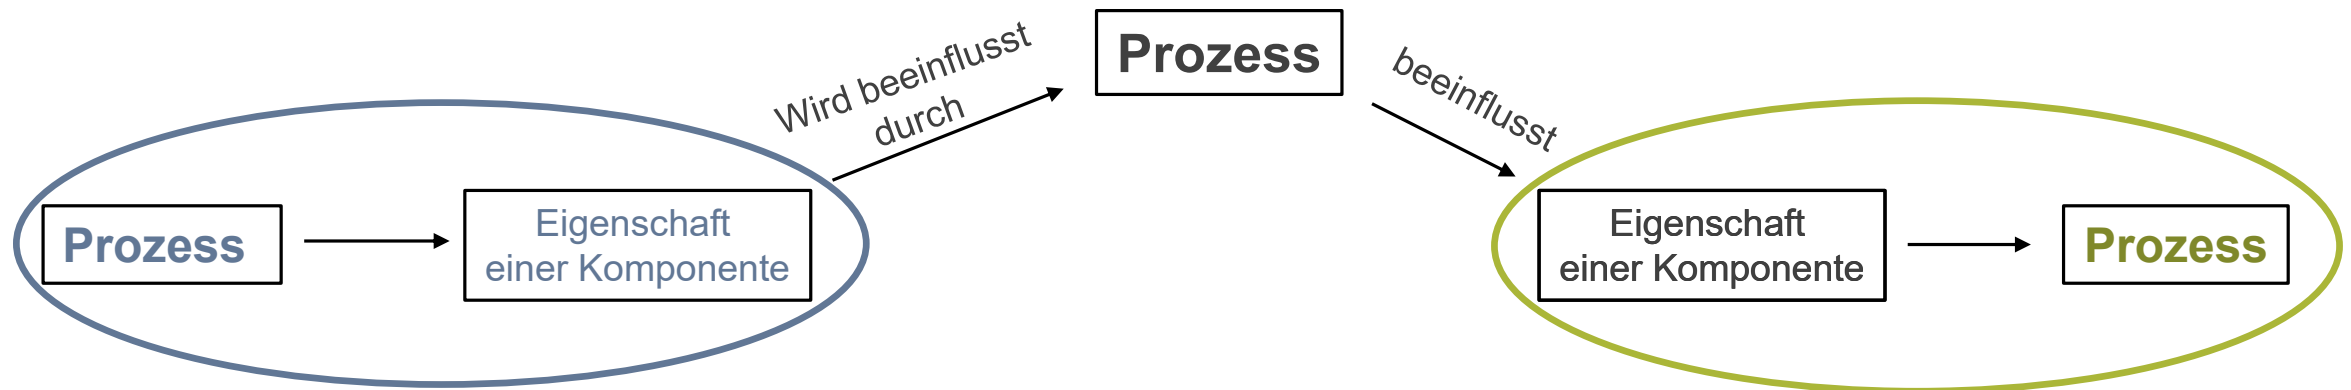 Prozess
Eigenschaft
einer Komponente
Wird beeinflusst
durch
Prozess
beeinflusst
Eigenschaft
einer Komponente
Prozess